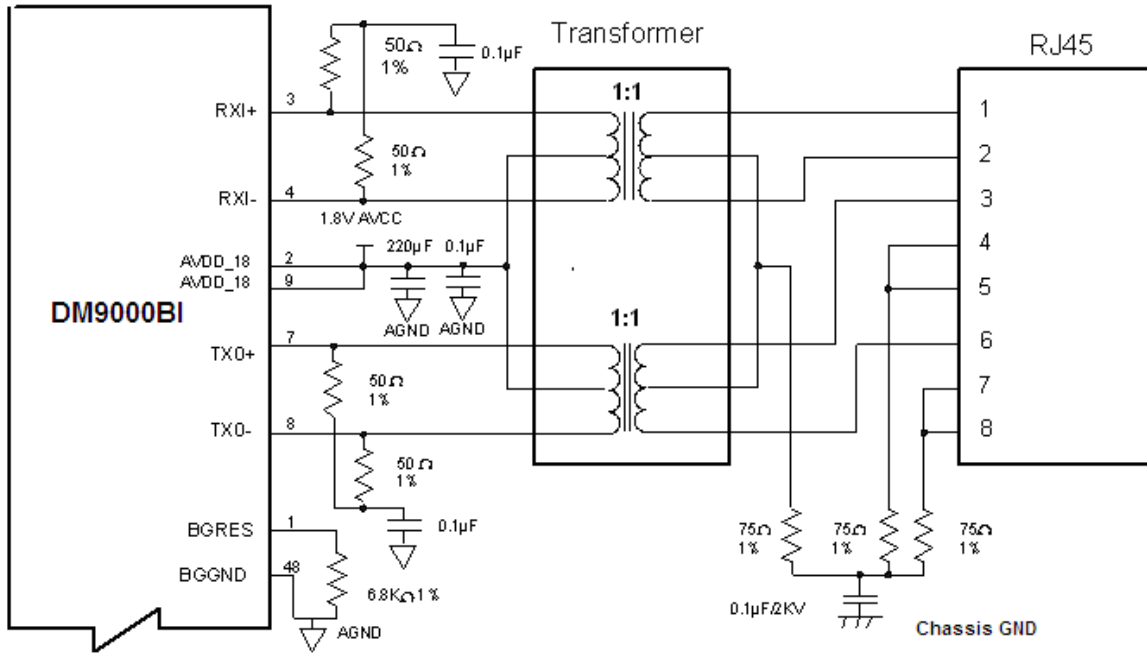 Transformer
RJ45
50Ω
1%
0.1µF
1:1
RXI+
3
1
50Ω
1%
2
RXI-
4
3
1.8V AVCC
4
220µF
0.1µF
AVDD_18
2
AVDD_18
9
5
DM9000BI
AGND
AGND
1:1
TXO+
7
6
50Ω
1%
7
TXO-
8
8
50Ω
1%
BGRES
1
0.1µF
75Ω
1%
75Ω
1%
75Ω
1%
BGGND
48
6.8KΩ1%
AGND
0.1µF/2KV
Chassis GND